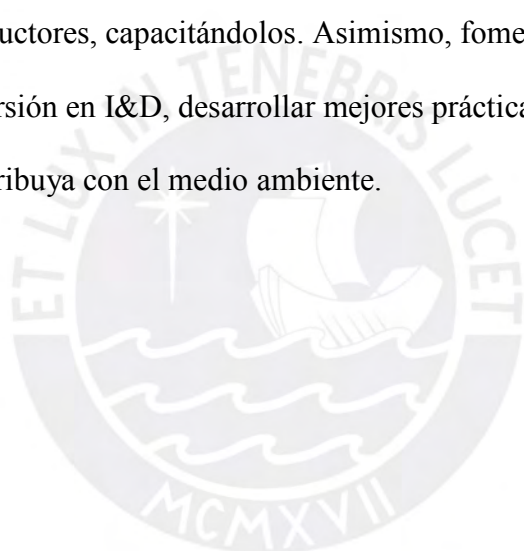 uctores, capacitándolos. Asimismo, fome
rsión en I&D, desarrollar mejores práctica
ribuya con el medio ambiente.
ET LUX IN TENEBRIS LUCET
MCMXVII